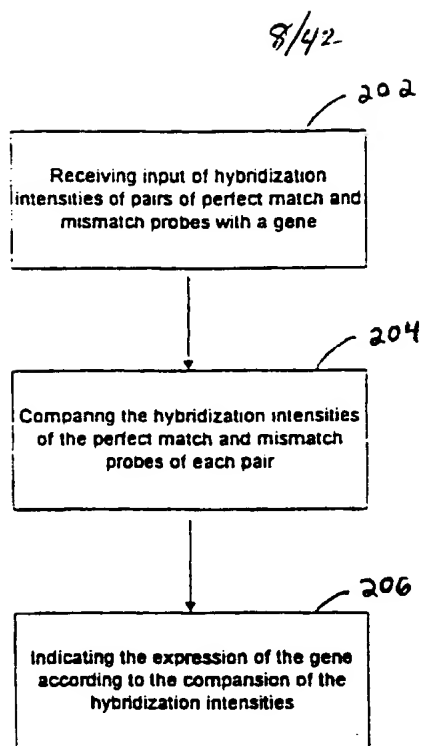 8/42
202
Receiving input of hybridization
intensities of pairs of perfect match and
mismatch probes with a gene
204
Comparing the hybridization intensities
of the perfect match and mismatch
probes of each pair
206
Indicating the expression of the gene
according to the comparison of the
hybridization intensities